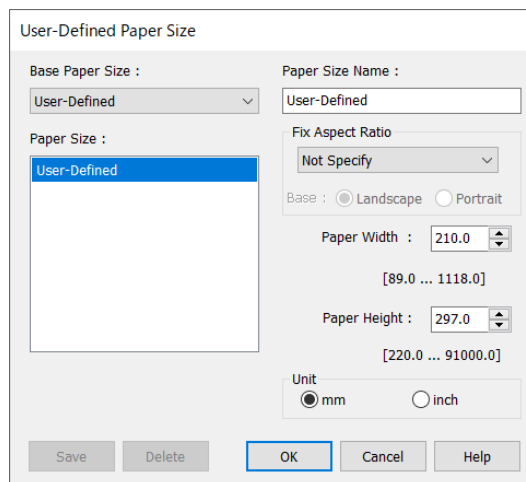 User-Defined Paper Size
Base Paper Size :
User-Defined
Paper Size :
User-Defined
Paper Size Name :
User-Defined
Fix Aspect Ratio
Not Specify
Base : Landscape Portrait
Paper Width : 210.0
[89.0 ... 1118.0]
Paper Height : 297.0
[220.0 ... 91000.0]
Unit
mm inch
Save Delete OK Cancel Help